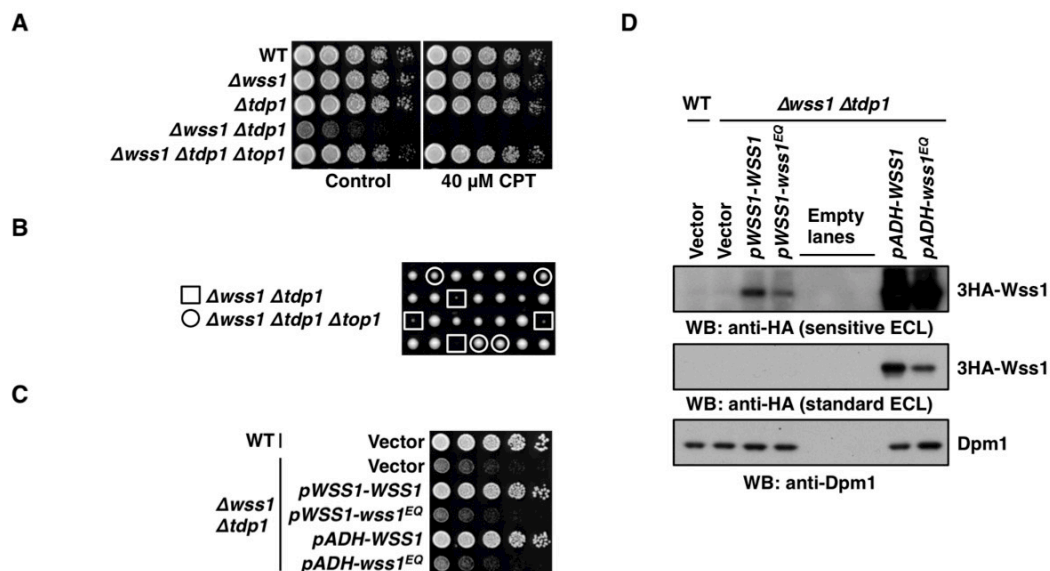 A
WT
Δwss1
Δtdp1
Δwss1 Δtdp1
Δwss1 Δtdp1 Δtop1
Control
40 µM CPT
B
Δwss1 Δtdp1
Δwss1 Δtdp1 Δtop1
C
WT
Vector
Δwss1
Δtdp1
Vector
pWSS1-WSS1
pWSS1-wss1EQ
pADH-WSS1
pADH-wss1EQ
D
WT
Δwss1 Δtdp1
Vector
Vector
pWSS1-WSS1
pWSS1-wss1EQ
Empty
lanes
pADH-WSS1
pADH-wss1EQ
3HA-Wss1
WB: anti-HA (sensitive ECL)
3HA-Wss1
WB: anti-HA (standard ECL)
Dpm1
WB: anti-Dpm1